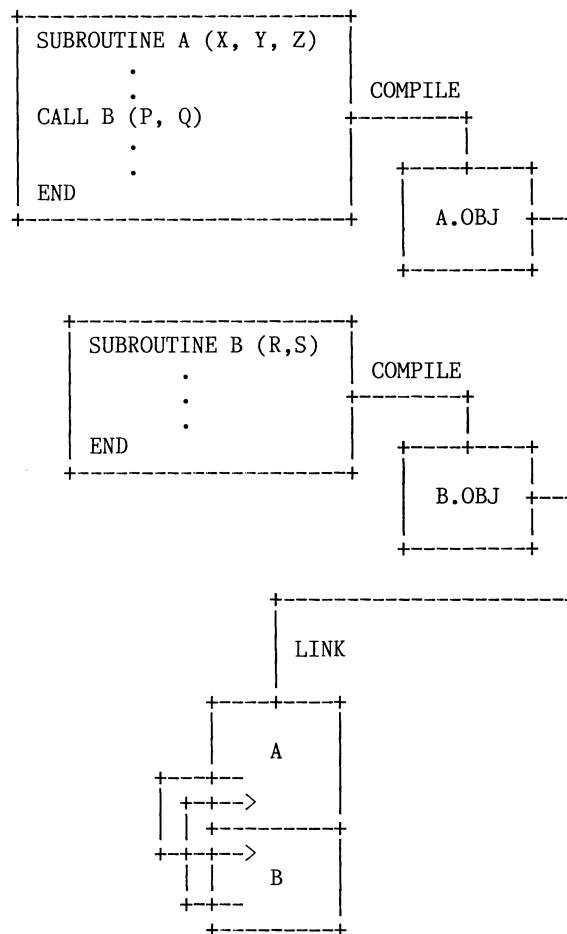 SUBROUTINE A (X, Y, Z)
.
.
CALL B (P, Q)
.
.
END
COMPILE
A.OBJ
SUBROUTINE B (R,S)
.
.
.
END
COMPILE
B.OBJ
LINK
A
B